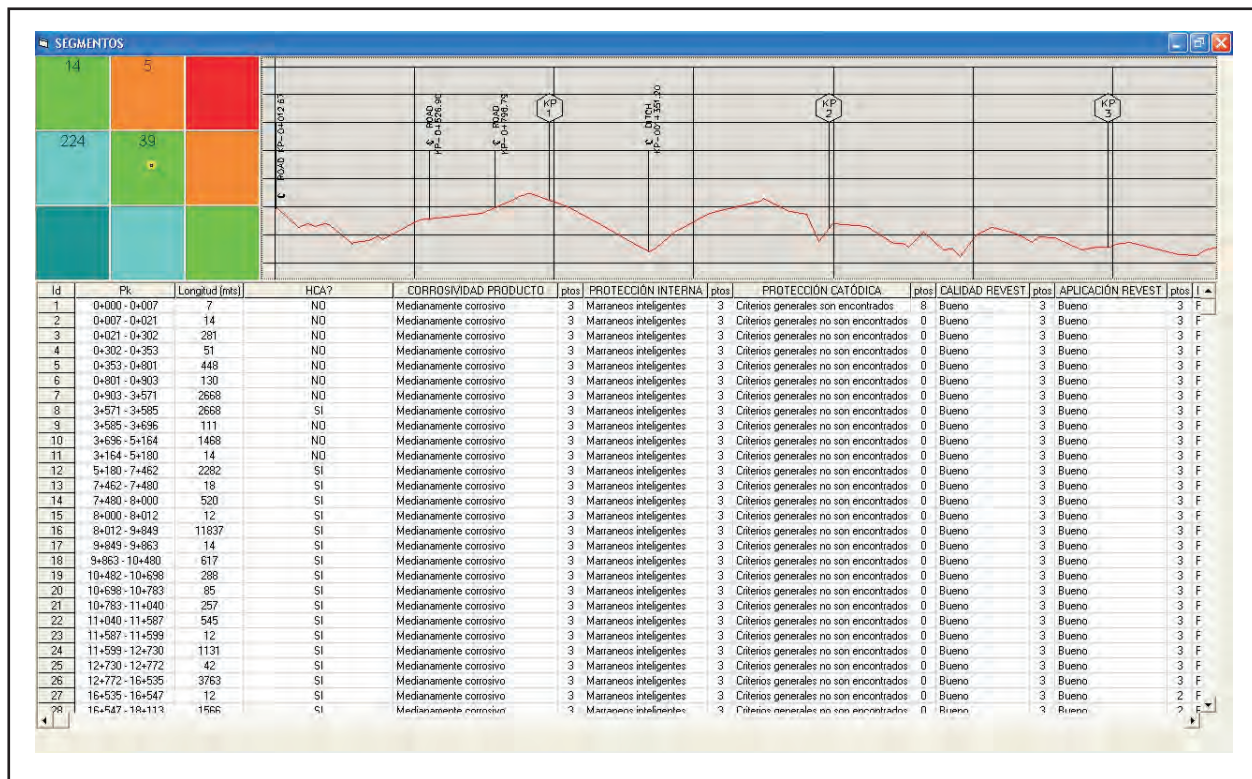 SEGMENTOS
14 5
224 39
ROAD KP-0+012.67
ROAD KP-0+526.90
ROAD KP-0+796.79
KP 1
DITCH
KP 2
KP 3
Id Pk Longitud (mts) HCA? CORROSIVIDAD PRODUCTO ptos PROTECCIÓN INTERNA ptos PROTECCIÓN CATÓDICA ptos CALIDAD REVEST ptos APLICACIÓN REVEST ptos
1 0+000 - 0+007 7 NO Medianamente corrosivo 3 Marraneos inteligentes 3 Criterios generales son encontrados 8 Bueno 3 Bueno 3 F
2 0+007 - 0+021 14 NO Medianamente corrosivo 3 Marraneos inteligentes 3 Criterios generales no son encontrados 0 Bueno 3 Bueno 3 F
3 0+021 - 0+302 281 NO Medianamente corrosivo 3 Marraneos inteligentes 3 Criterios generales no son encontrados 0 Bueno 3 Bueno 3 F
4 0+302 - 0+353 51 NO Medianamente corrosivo 3 Marraneos inteligentes 3 Criterios generales no son encontrados 0 Bueno 3 Bueno 3 F
5 0+353 - 0+801 448 NO Medianamente corrosivo 3 Marraneos inteligentes 3 Criterios generales no son encontrados 0 Bueno 3 Bueno 3 F
6 0+801 - 0+903 130 NO Medianamente corrosivo 3 Marraneos inteligentes 3 Criterios generales no son encontrados 0 Bueno 3 Bueno 3 F
7 0+903 - 3+571 2668 NO Medianamente corrosivo 3 Marraneos inteligentes 3 Criterios generales no son encontrados 0 Bueno 3 Bueno 3 F
8 3+571 - 3+585 2668 SI Medianamente corrosivo 3 Marraneos inteligentes 3 Criterios generales no son encontrados 0 Bueno 3 Bueno 3 F
9 3+585 - 3+696 111 NO Medianamente corrosivo 3 Marraneos inteligentes 3 Criterios generales no son encontrados 0 Bueno 3 Bueno 3 F
10 3+696 - 5+164 1468 NO Medianamente corrosivo 3 Marraneos inteligentes 3 Criterios generales no son encontrados 0 Bueno 3 Bueno 3 F
11 3+164 - 5+180 14 NO Medianamente corrosivo 3 Marraneos inteligentes 3 Criterios generales no son encontrados 0 Bueno 3 Bueno 3 F
12 5+180 - 7+462 2282 SI Medianamente corrosivo 3 Marraneos inteligentes 3 Criterios generales no son encontrados 0 Bueno 3 Bueno 3 F
13 7+462 - 7+480 18 SI Medianamente corrosivo 3 Marraneos inteligentes 3 Criterios generales no son encontrados 0 Bueno 3 Bueno 3 F
14 7+480 - 8+000 520 SI Medianamente corrosivo 3 Marraneos inteligentes 3 Criterios generales no son encontrados 0 Bueno 3 Bueno 3 F
15 8+000 - 8+012 12 SI Medianamente corrosivo 3 Marraneos inteligentes 3 Criterios generales no son encontrados 0 Bueno 3 Bueno 3 F
16 8+012 - 9+849 11837 SI Medianamente corrosivo 3 Marraneos inteligentes 3 Criterios generales no son encontrados 0 Bueno 3 Bueno 3 F
17 9+849 - 9+863 14 SI Medianamente corrosivo 3 Marraneos inteligentes 3 Criterios generales no son encontrados 0 Bueno 3 Bueno 3 F
18 9+863 - 10+480 617 SI Medianamente corrosivo 3 Marraneos inteligentes 3 Criterios generales no son encontrados 0 Bueno 3 Bueno 3 F
19 10+482 - 10+698 288 SI Medianamente corrosivo 3 Marraneos inteligentes 3 Criterios generales no son encontrados 0 Bueno 3 Bueno 3 F
20 10+698 - 10+783 85 SI Medianamente corrosivo 3 Marraneos inteligentes 3 Criterios generales no son encontrados 0 Bueno 3 Bueno 3 F
21 10+783 - 11+040 257 SI Medianamente corrosivo 3 Marraneos inteligentes 3 Criterios generales no son encontrados 0 Bueno 3 Bueno 3 F
22 11+040 - 11+587 545 SI Medianamente corrosivo 3 Marraneos inteligentes 3 Criterios generales no son encontrados 0 Bueno 3 Bueno 3 F
23 11+587 - 11+599 12 SI Medianamente corrosivo 3 Marraneos inteligentes 3 Criterios generales no son encontrados 0 Bueno 3 Bueno 3 F
24 11+599 - 12+730 1131 SI Medianamente corrosivo 3 Marraneos inteligentes 3 Criterios generales no son encontrados 0 Bueno 3 Bueno 3 F
25 12+730 - 12+772 42 SI Medianamente corrosivo 3 Marraneos inteligentes 3 Criterios generales no son encontrados 0 Bueno 3 Bueno 3 F
26 12+772 - 16+535 3763 SI Medianamente corrosivo 3 Marraneos inteligentes 3 Criterios generales no son encontrados 0 Bueno 3 Bueno 3 F
27 16+535 - 16+547 12 SI Medianamente corrosivo 3 Marraneos inteligentes 3 Criterios generales no son encontrados 0 Bueno 3 Bueno 2 F
28 16+547 - 18+113 1566 SI Medianamente corrosivo 3 Marraneos inteligentes 3 Criterios generales no son encontrados 0 Bueno 3 Bueno 2 F